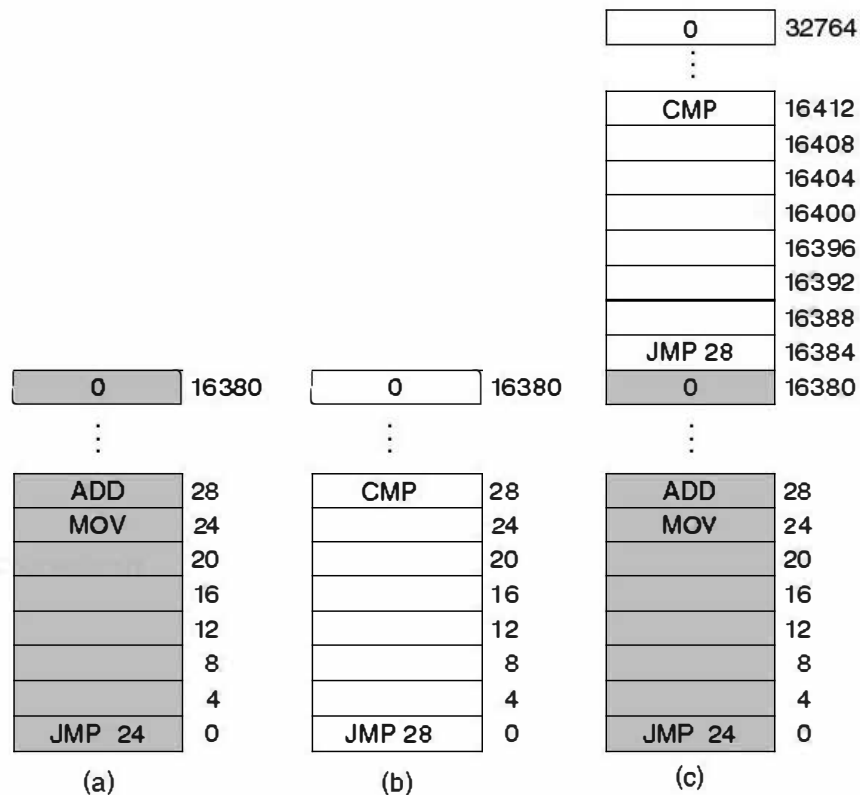 0 32764
⋮
CMP 16412
16408
16404
16400
16396
16392
16388
JMP 28 16384
0 16380 0 16380 0 16380
⋮ ⋮ ⋮
ADD 28 CMP 28 ADD 28
MOV 24 24 MOV 24
20 20 20
16 16 16
12 12 12
8 8 8
4 4 4
JMP 24 0 JMP 28 0 JMP 24 0
(a) (b) (c)